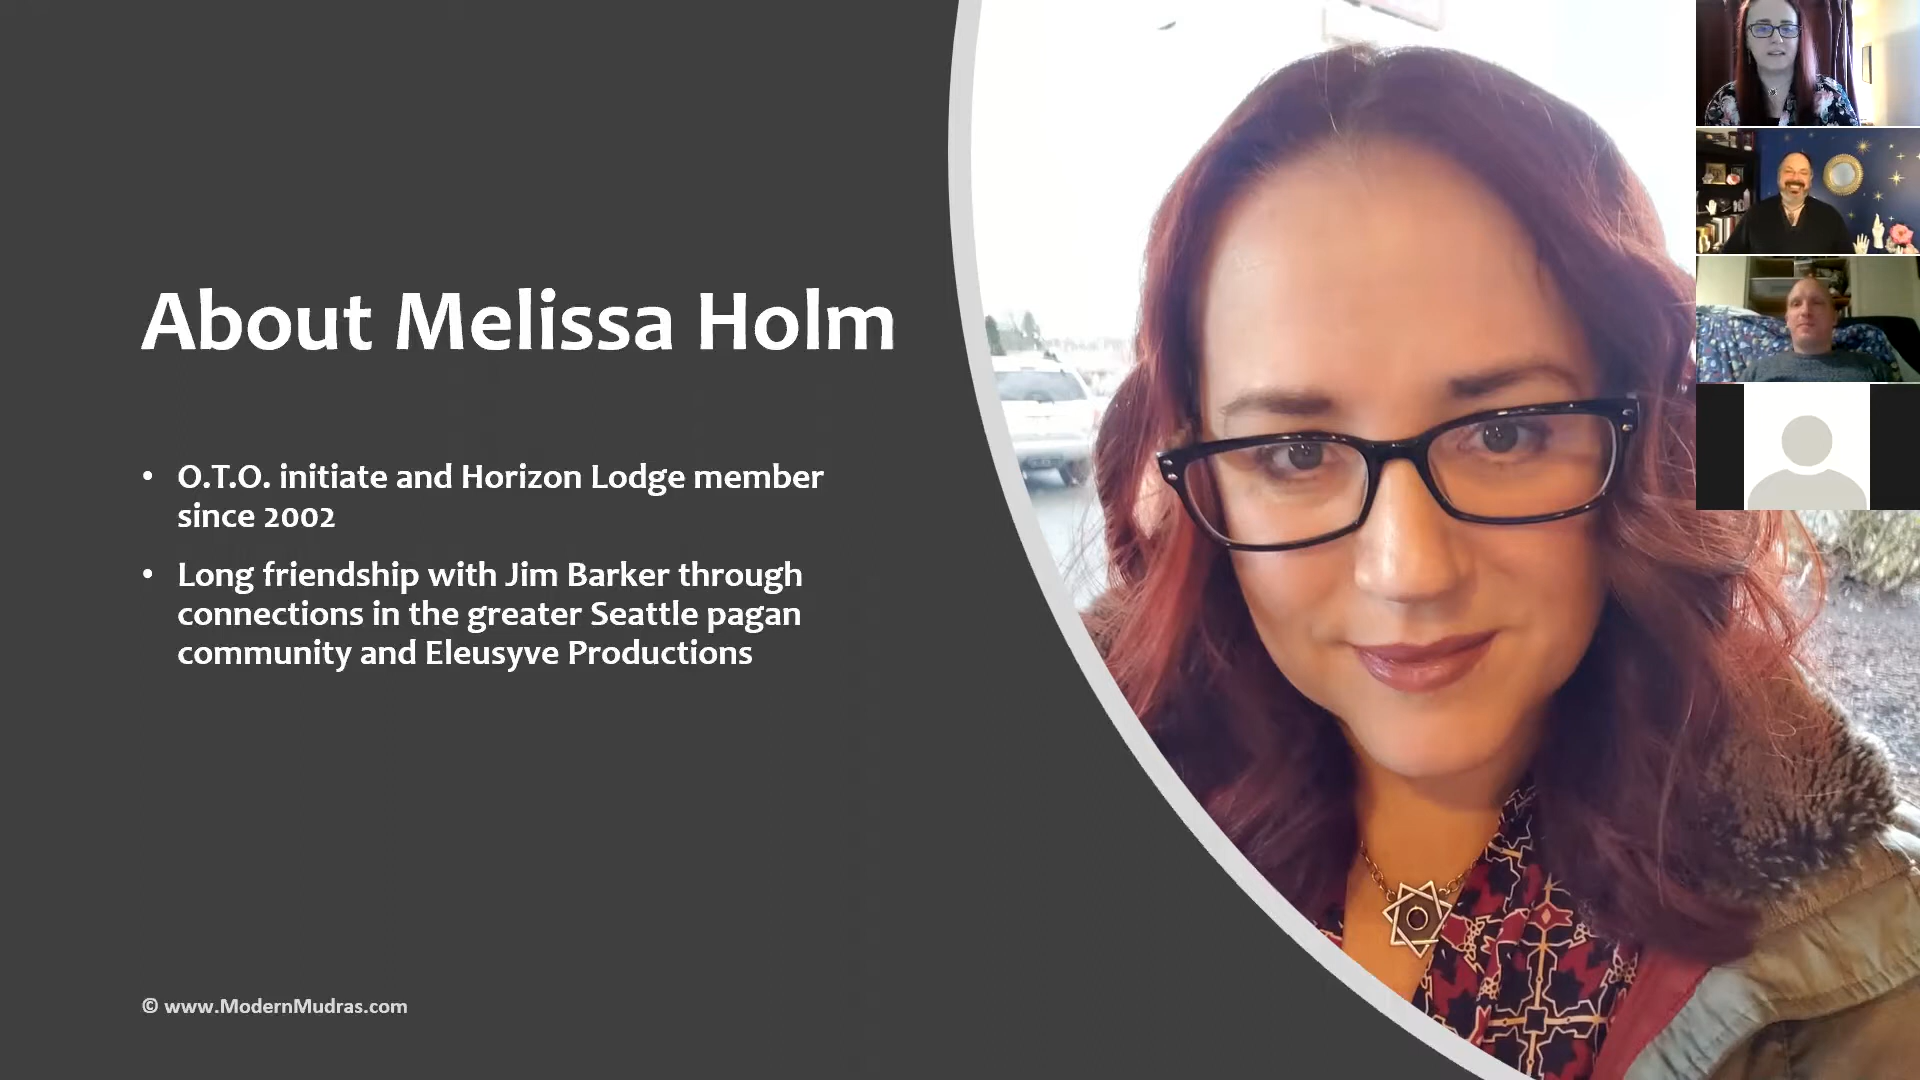 About Melissa Holm
• O.T.O. initiate and Horizon Lodge member
since 2002
• Long friendship with Jim Barker through
connections in the greater Seattle pagan
community and Eleusyve Productions
© www.ModernMudras.com